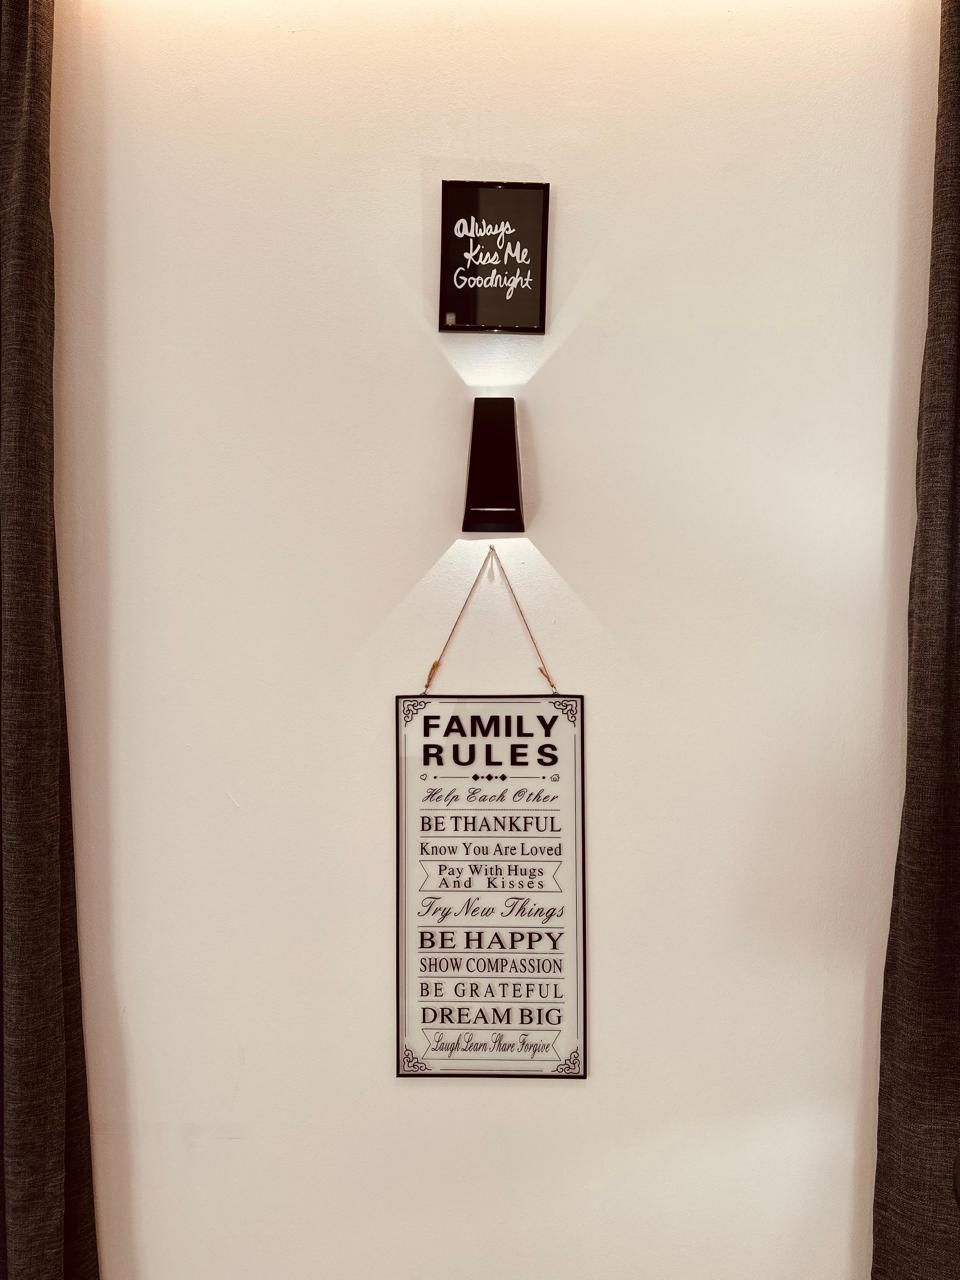 always
Kiss Me
Goodnight
FAMILY
RULES
Help Each Other
BE THANKFUL
Know You Are Loved
Pay With Hugs
And Kisses
Try New Things
BE HAPPY
SHOW COMPASSION
BE GRATEFUL
DREAM BIG
Laugh Learn Share Forgive